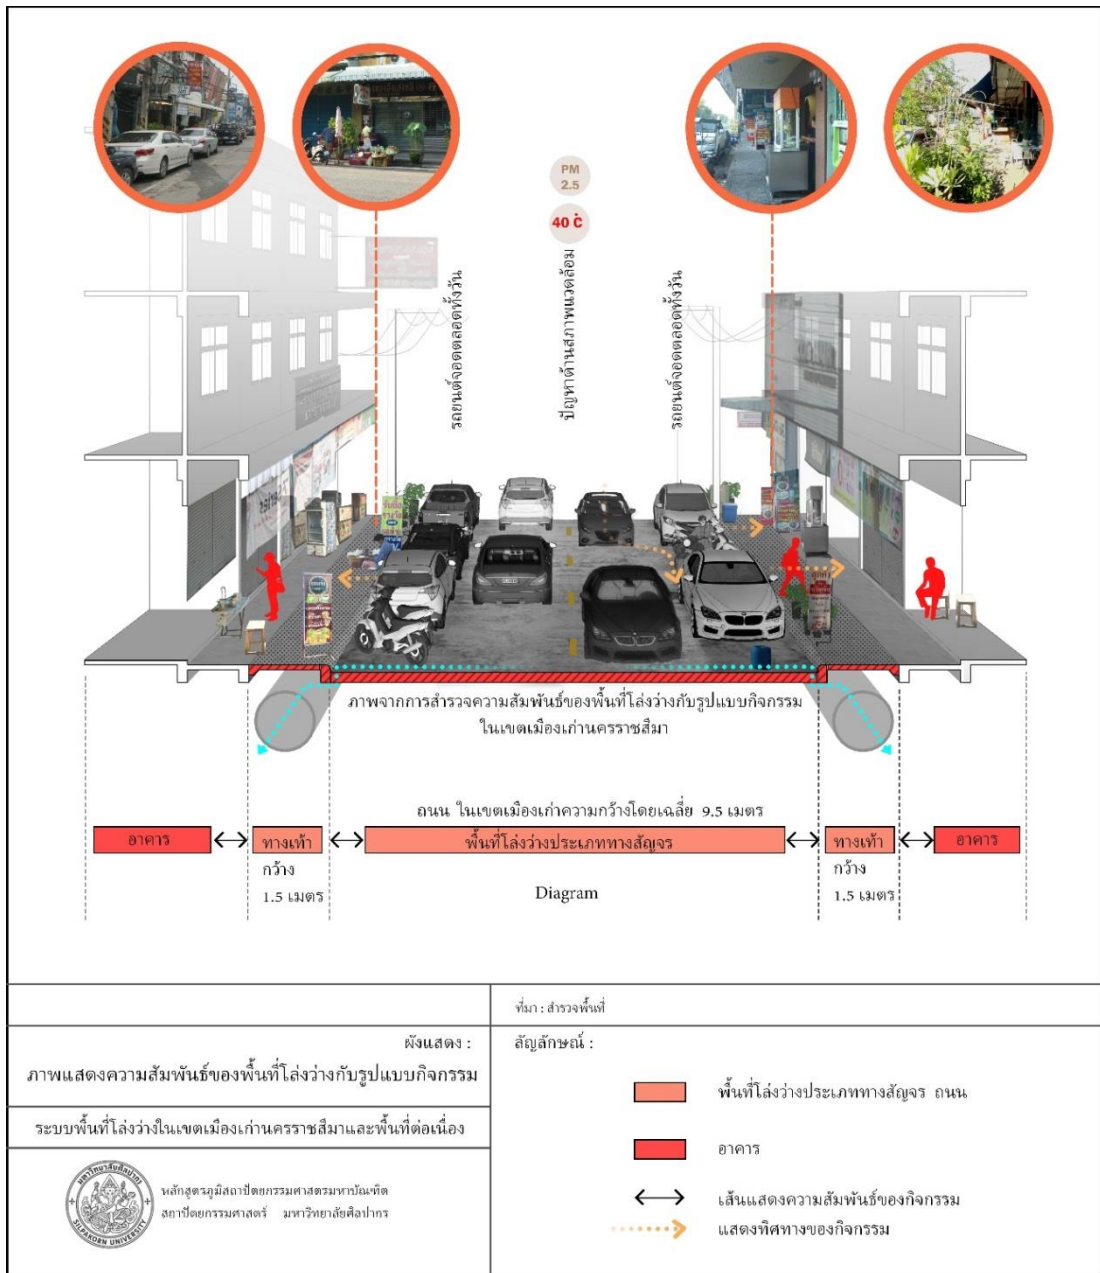 PM
2.5
40 °C
รถยนต์จอดตลอดทั้งวัน
ปัญหาด้านสภาพแวดล้อม
รถยนต์จอดตลอดทั้งวัน
ภาพจากการสำรวจความสัมพันธ์ของพื้นที่โล่งว่างกับรูปแบบกิจกรรม
ในเขตเมืองเก่านครราชสีมา
ถนน ในเขตเมืองเก่าความกว้างโดยเฉลี่ย 9.5 เมตร
อาคาร
ทางเท้า
พื้นที่โล่งว่างประเภททางสัญจร
ทางเท้า
อาคาร
กว้าง
1.5 เมตร
กว้าง
1.5 เมตร
Diagram
ที่มา : สำรวจพื้นที่
ผังแสดง :
ภาพแสดงความสัมพันธ์ของพื้นที่โล่งว่างกับรูปแบบกิจกรรม
ระบบพื้นที่โล่งว่างในเขตเมืองเก่านครราชสีมาและพื้นที่ต่อเนื่อง
มหาวิทยาลัยศิลปากร
SILPAKORN UNIVERSITY
หลักสูตรภูมิสถาปัตยกรรมศาสตรมหาบัณฑิต
สถาปัตยกรรมศาสตร์ มหาวิทยาลัยศิลปากร
สัญลักษณ์ :
พื้นที่โล่งว่างประเภททางสัญจร ถนน
อาคาร
เส้นแสดงความสัมพันธ์ของกิจกรรม
แสดงทิศทางของกิจกรรม